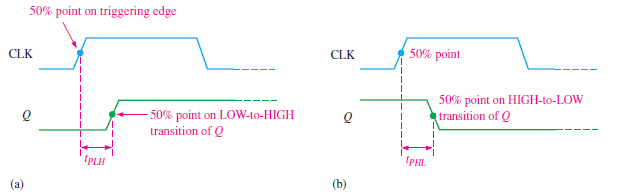 50% point on triggering edge
CLK
Q
50% point on LOW-to-HIGH
transition of Q
tPLH
(a)
CLK
50% point
Q
50% point on HIGH-to-LOW
transition of Q
tPHL
(b)